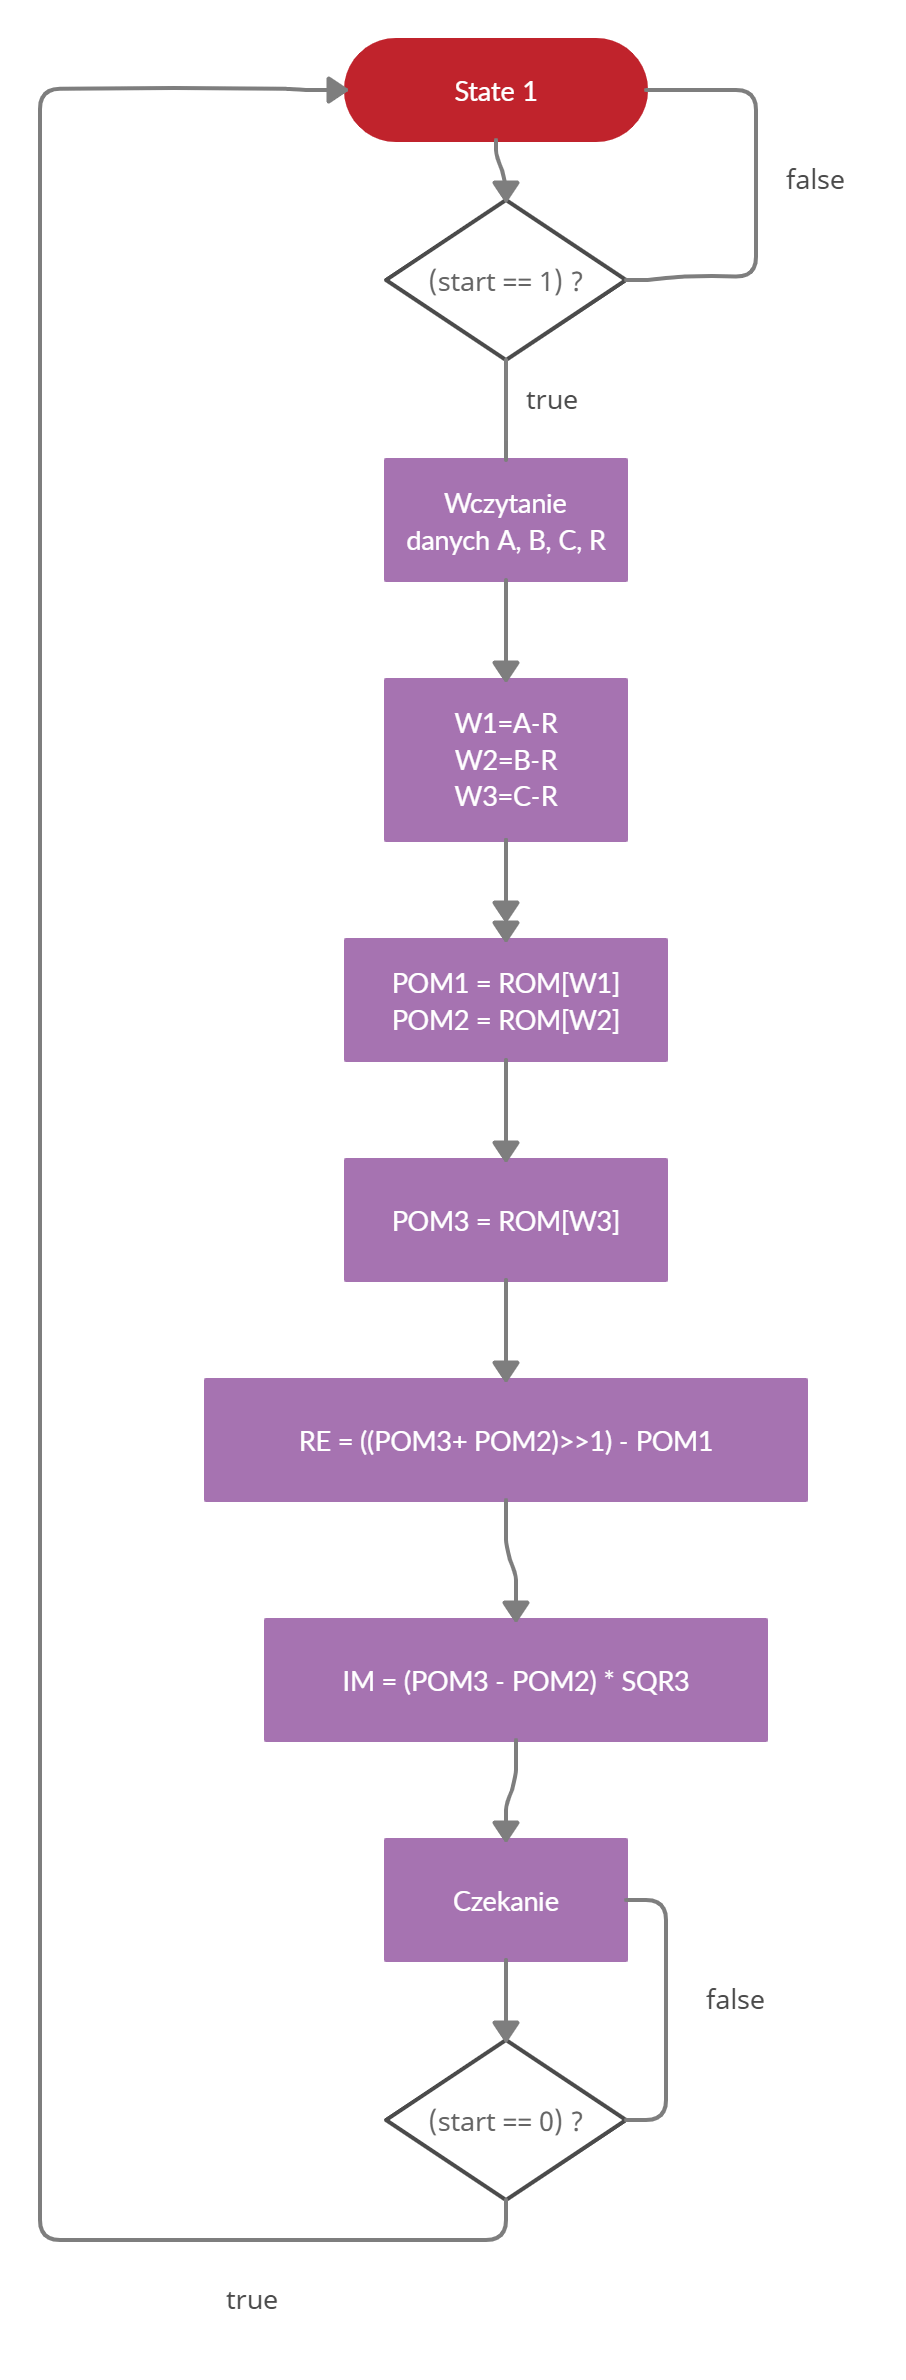 State 1
false
(start == 1) ?
true
Wczytanie
danych A, B, C, R
W1=A-R
W2=B-R
W3=C-R
POM1 = ROM[W1]
POM2 = ROM[W2]
POM3 = ROM[W3]
RE = ((POM3+ POM2)>>1) - POM1
IM = (POM3 - POM2) * SQR3
Czekanie
false
(start == 0) ?
true